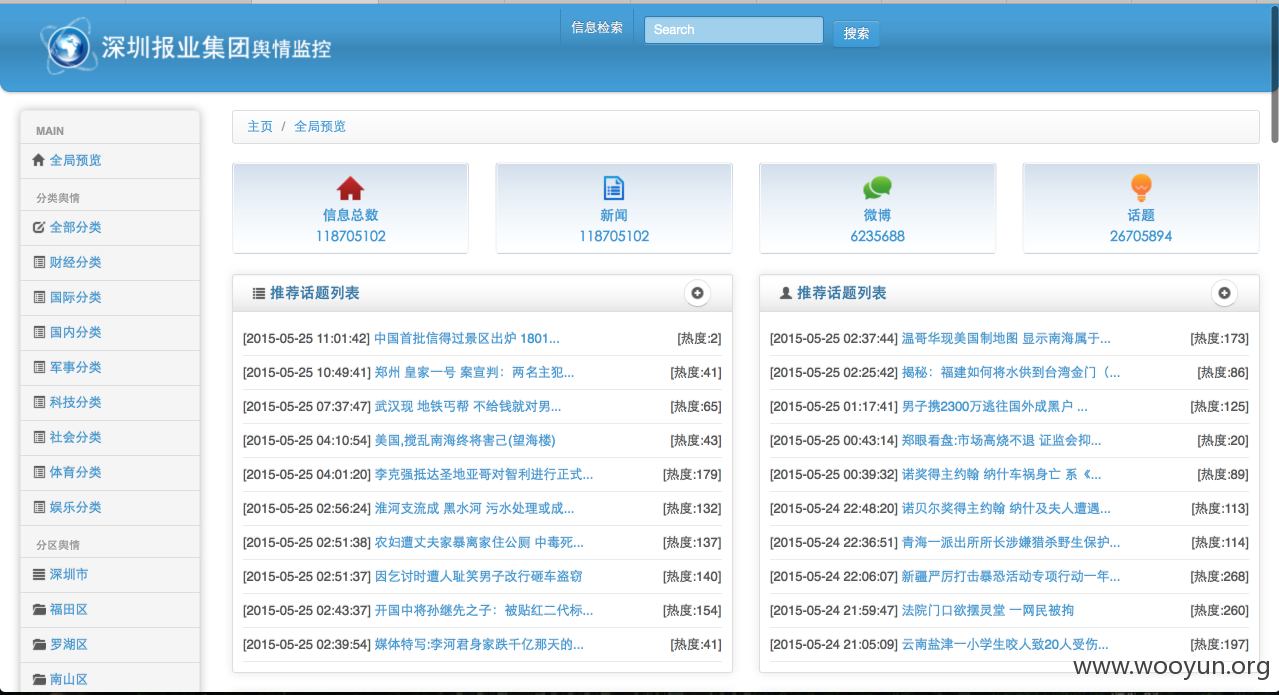 深圳报业集团舆情监控
信息检索
Search
搜索
MAIN
全局预览
分类舆情
全部分类
财经分类
国际分类
国内分类
军事分类
科技分类
社会分类
体育分类
娱乐分类
分区舆情
深圳市
福田区
罗湖区
南山区
主页 / 全局预览
信息总数
118705102
新闻
118705102
微博
6235688
话题
26705894
推荐话题列表
[2015-05-25 11:01:42] 中国首批信得过景区出炉 1801... [热度:2]
[2015-05-25 10:49:41] 郑州 皇家一号 案宣判：两名主犯... [热度:41]
[2015-05-25 07:37:47] 武汉现 地铁丐帮 不给钱就对男... [热度:65]
[2015-05-25 04:10:54] 美国,搅乱南海终将害己(望海楼) [热度:43]
[2015-05-25 04:01:20] 李克强抵达圣地亚哥对智利进行正式... [热度:179]
[2015-05-25 02:56:24] 淮河支流成 黑水河 污水处理或成... [热度:132]
[2015-05-25 02:51:38] 农妇遭丈夫家暴离家住公厕 中毒死... [热度:137]
[2015-05-25 02:51:37] 因乞讨时遭人耻笑男子改行砸车盗窃 [热度:140]
[2015-05-25 02:43:37] 开国中将孙继先之子：被贴红二代标... [热度:154]
[2015-05-25 02:39:54] 媒体特写:李河君身家跌千亿那天的... [热度:41]
推荐话题列表
[2015-05-25 02:37:44] 温哥华现美国制地图 显示南海属于... [热度:173]
[2015-05-25 02:25:42] 揭秘：福建如何将水供到台湾金门（... [热度:86]
[2015-05-25 01:17:41] 男子携2300万逃往国外成黑户 ... [热度:125]
[2015-05-25 00:43:14] 郑眼看盘:市场高烧不退 证监会抑... [热度:20]
[2015-05-25 00:39:32] 诺奖得主约翰 纳什车祸身亡 系《... [热度:89]
[2015-05-24 22:48:20] 诺贝尔奖得主约翰 纳什及夫人遭遇... [热度:113]
[2015-05-24 22:36:51] 青海一派出所所长涉嫌猎杀野生保护... [热度:114]
[2015-05-24 22:06:07] 新疆严厉打击暴恐活动专项行动一年... [热度:268]
[2015-05-24 21:59:47] 法院门口欲摆灵堂 一网民被拘 [热度:260]
[2015-05-24 21:05:09] 云南盐津一小学生咬人致20人受伤... [热度:197]
www.wooyun.org